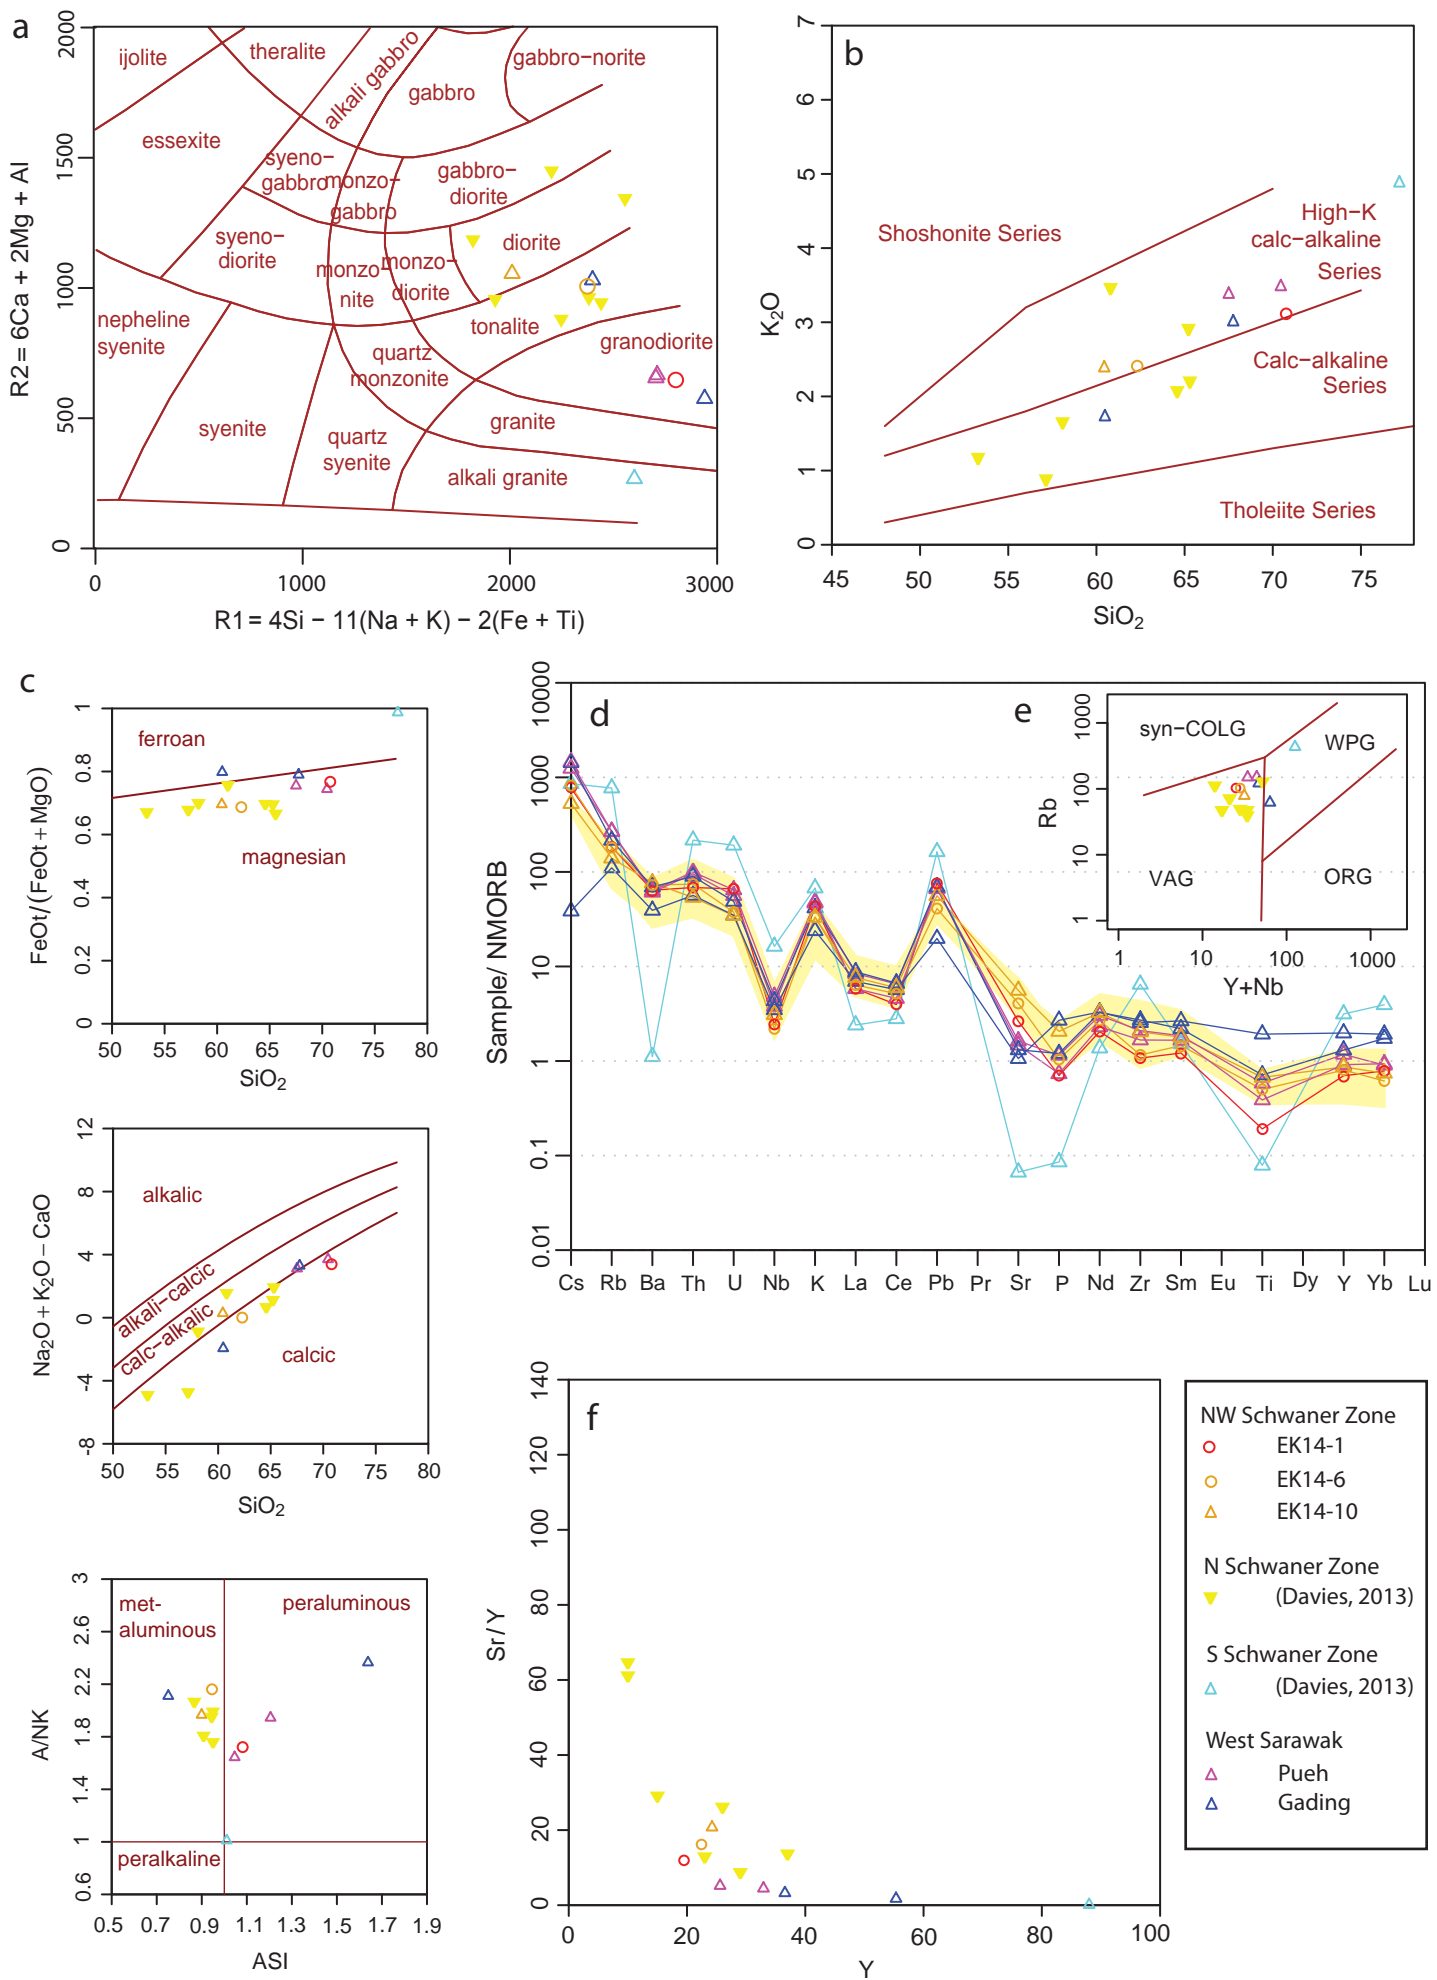 a
2000
1500
1000
500
0
R2= 6Ca + 2Mg + Al
ijolite
theralite
alkali gabbro
gabbro
gabbro−norite
essexite
syeno-
gabbro
monzo-
gabbro
gabbro−
diorite
syeno−
diorite
monzo-
nite
monzo-
diorite
diorite
nepheline
syenite
tonalite
quartz
monzonite
granodiorite
syenite
quartz
syenite
granite
alkali granite
0
1000
2000
3000
R1= 4Si − 11(Na + K) − 2(Fe + Ti)
b
7
6
5
4
3
2
1
0
K₂O
Shoshonite Series
High−K
calc−alkaline
Series
Calc−alkaline
Series
Tholeiite Series
45
50
55
60
65
70
75
SiO₂
c
1
0.8
0.6
0.4
0.2
0
FeOt/(FeOt+MgO)
ferroan
magnesian
50
55
60
65
70
80
SiO₂
12
8
4
0
-4
-8
Na₂O+K₂O−CaO
alkalic
alkali−calcic
calc−alkalic
calcic
50
55
60
65
70
75
80
SiO₂
3
2.6
2.2
1.8
1.4
1
0.6
A/NK
met-
aluminous
peraluminous
peralkaline
0.5
0.7
0.9
1.1
1.3
1.5
1.7
1.9
ASI
d
10000
1000
100
10
1
0.1
0.01
Sample/ NMORB
Cs
Rb
Ba
Th
U
Nb
K
La
Ce
Pb
Pr
Sr
P
Nd
Zr
Sm
Eu
Ti
Dy
Y
Yb
Lu
e
1000
100
10
1
Rb
syn−COLG
WPG
VAG
ORG
1
10
100
1000
Y+Nb
f
140
120
100
80
60
40
20
0
Sr/Y
0
20
40
60
80
100
Y
NW Schwaner Zone
EK14-1
EK14-6
EK14-10
N Schwaner Zone
(Davies, 2013)
S Schwaner Zone
(Davies, 2013)
West Sarawak
Pueh
Gading